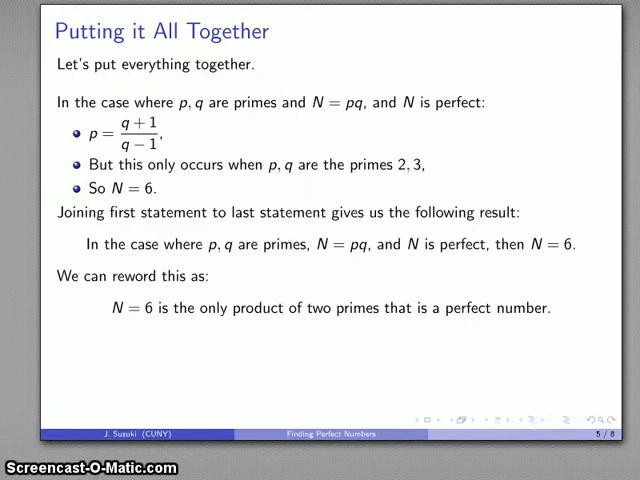 Putting it All Together
Let's put everything together.
In the case where p, q are primes and N = pq, and N is perfect:
p = q + 1 / q − 1,
But this only occurs when p, q are the primes 2, 3,
So N = 6.
Joining first statement to last statement gives us the following result:
In the case where p, q are primes, N = pq, and N is perfect, then N = 6.
We can reword this as:
N = 6 is the only product of two primes that is a perfect number.
J. Suzuki (CUNY) Finding Perfect Numbers 5 / 8
Screencast-O-Matic.com